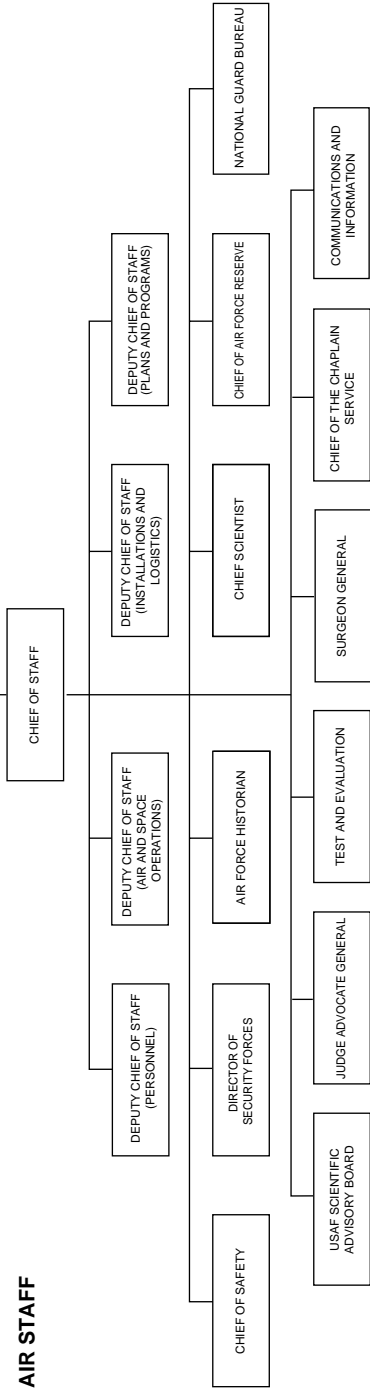 AIR STAFF
CHIEF OF STAFF
DEPUTY CHIEF OF STAFF
(PERSONNEL)
DEPUTY CHIEF OF STAFF
(AIR AND SPACE
OPERATIONS)
DEPUTY CHIEF OF STAFF
(INSTALLATIONS AND
LOGISTICS)
DEPUTY CHIEF OF STAFF
(PLANS AND PROGRAMS)
CHIEF OF SAFETY
DIRECTOR OF
SECURITY FORCES
AIR FORCE HISTORIAN
CHIEF SCIENTIST
CHIEF OF AIR FORCE RESERVE
NATIONAL GUARD BUREAU
USAF SCIENTIFIC
ADVISORY BOARD
JUDGE ADVOCATE GENERAL
TEST AND EVALUATION
SURGEON GENERAL
CHIEF OF THE CHAPLAIN
SERVICE
COMMUNICATIONS AND
INFORMATION